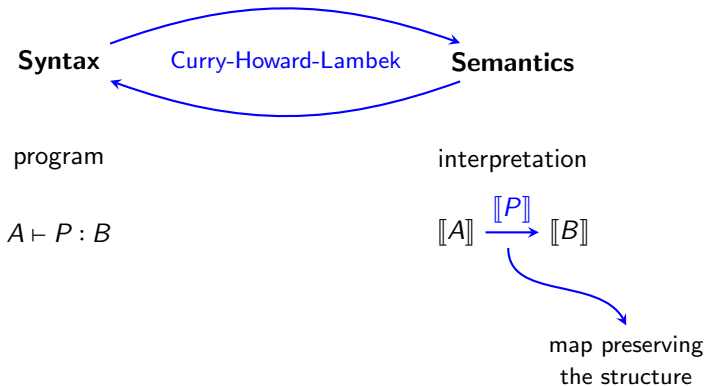 Syntax Curry-Howard-Lambek Semantics
program interpretation
A ⊢ P : B ⟦A⟧ ⟦P⟧ ⟦B⟧
map preserving
the structure